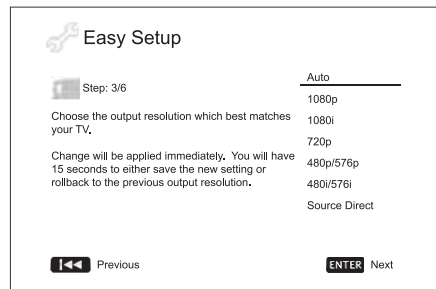 Easy Setup
Step: 3/6
Choose the output resolution which best matches
your TV.
Change will be applied immediately. You will have
15 seconds to either save the new setting or
rollback to the previous output resolution.
Auto
1080p
1080i
720p
480p/576p
480i/576i
Source Direct
Previous
ENTER Next